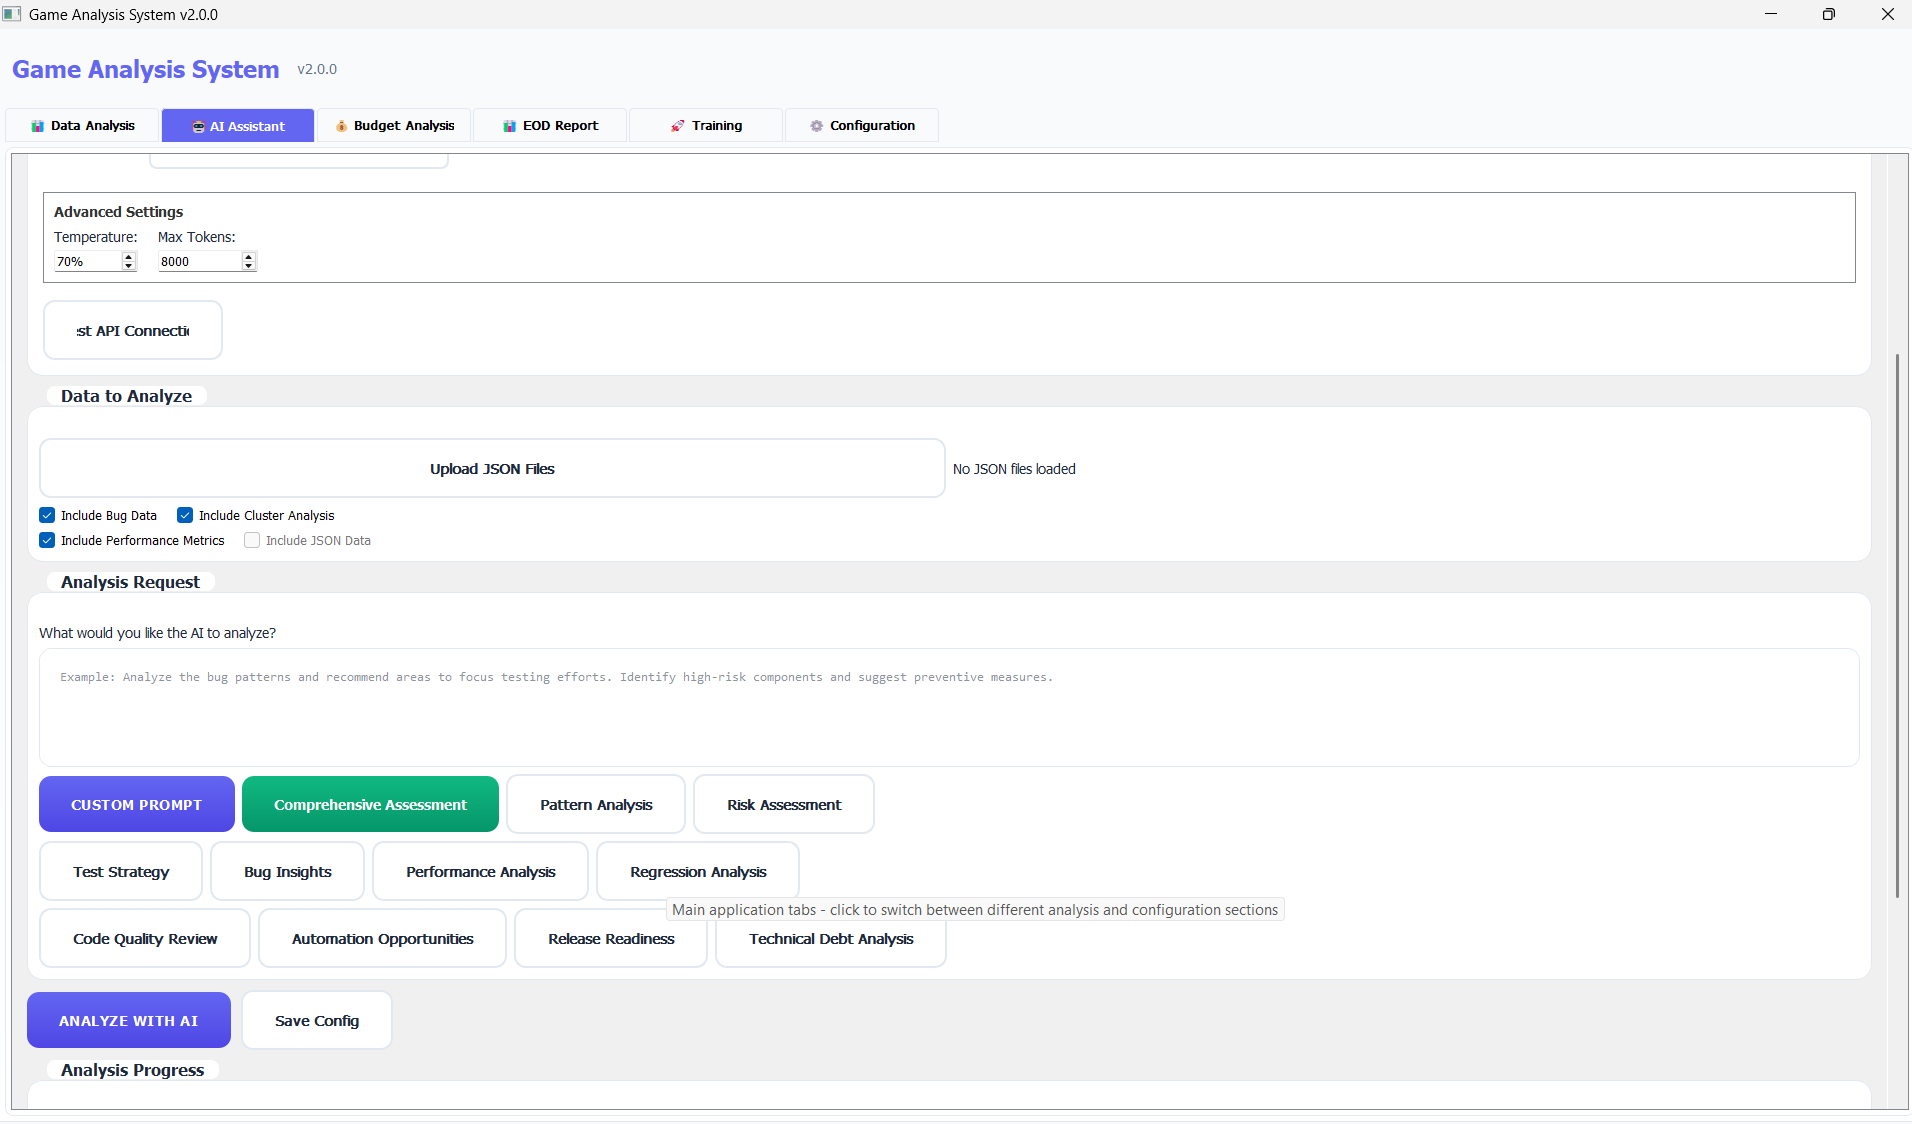 Game Analysis System v2.0.0
Game Analysis System v2.0.0
Data Analysis AI Assistant Budget Analysis EOD Report Training Configuration
Advanced Settings
Temperature: Max Tokens:
70% 8000
st API Connecti
Data to Analyze
Upload JSON Files No JSON files loaded
Include Bug Data Include Cluster Analysis
Include Performance Metrics Include JSON Data
Analysis Request
What would you like the AI to analyze?
Example: Analyze the bug patterns and recommend areas to focus testing efforts. Identify high-risk components and suggest preventive measures.
CUSTOM PROMPT Comprehensive Assessment Pattern Analysis Risk Assessment
Test Strategy Bug Insights Performance Analysis Regression Analysis
Main application tabs - click to switch between different analysis and configuration sections
Code Quality Review Automation Opportunities Release Readiness Technical Debt Analysis
ANALYZE WITH AI Save Config
Analysis Progress